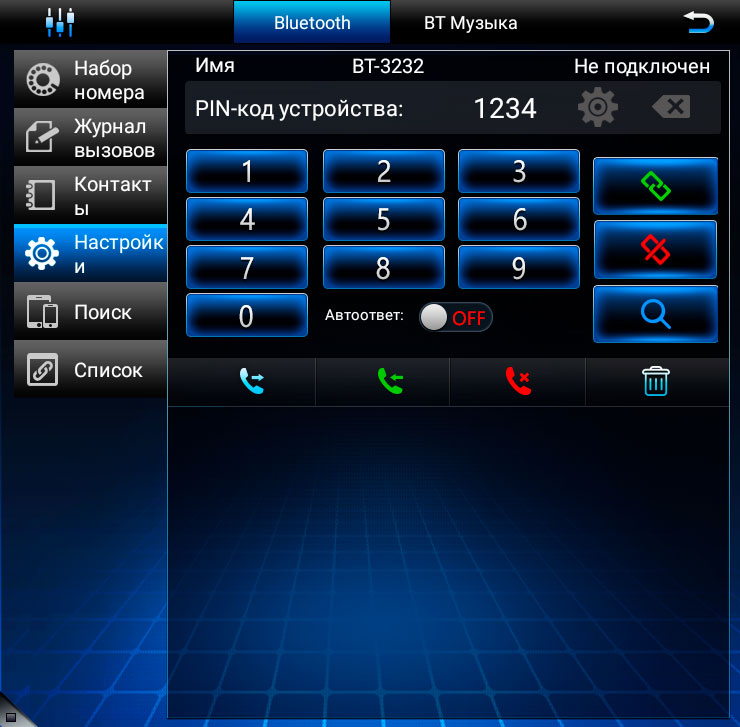 Bluetooth
BT Музыка
Набор
номера
Журнал
вызовов
Контакт
ы
Настройк
и
Поиск
Список
Имя BT-3232 Не подключен
PIN-код устройства: 1234
1 2 3
4 5 6
7 8 9
0 Автоответ: OFF